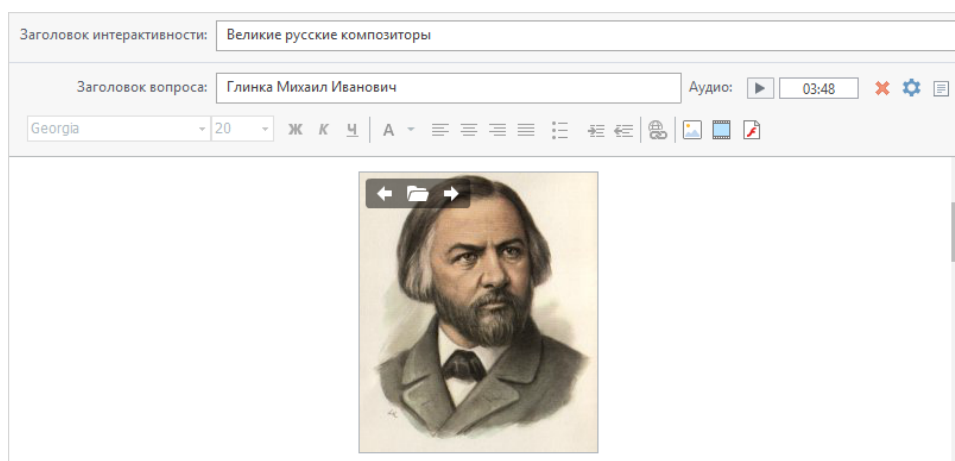 Заголовок интерактивности: Великие русские композиторы
Заголовок вопроса: Глинка Михаил Иванович Аудио: 03:48
Georgia 20 Ж К Ч А